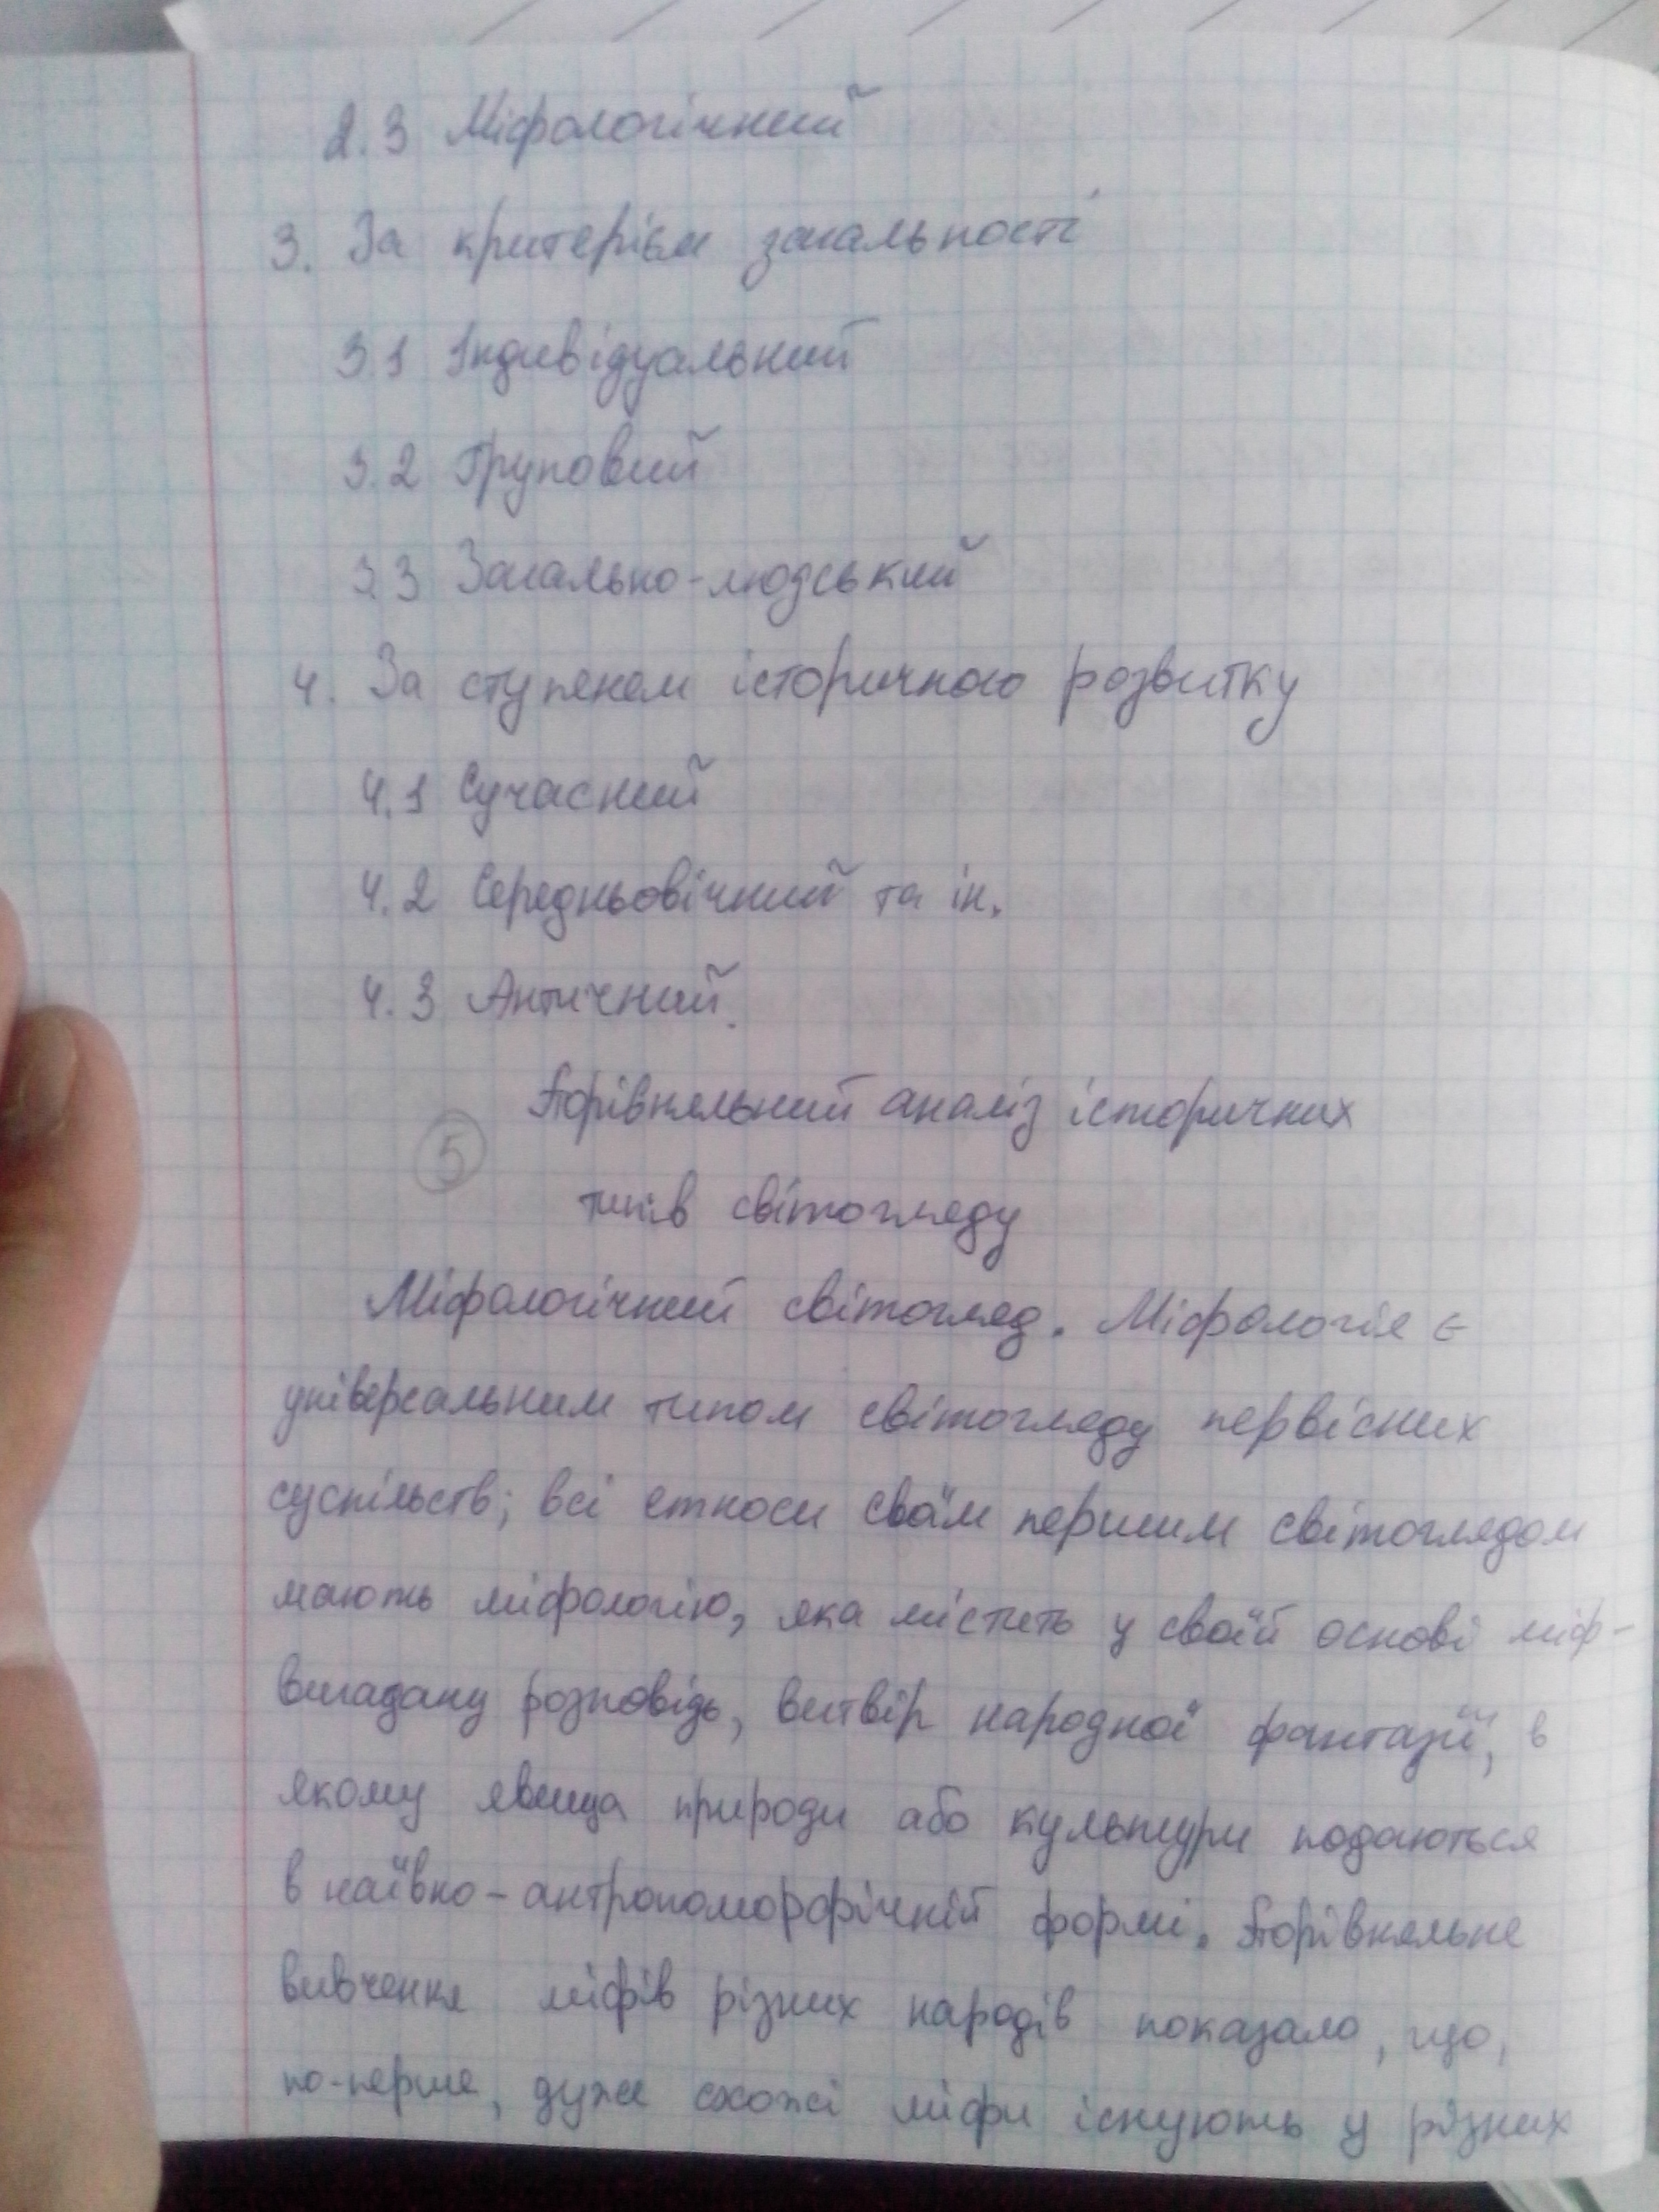 2.3 Міфологічний
3. За критерієм загальності
3.1 Індивідуальний
3.2 Груповий
3.3 Загально-людський
4. За ступенем історичного розвитку
4.1 Сучасний
4.2 Середньовічний та ін.
4.3 Античний.
Порівняльний аналіз історичних
5
типів світогляду
Міфологічний світогляд. Міфологія є
універсальним типом світогляду первісних
суспільств; всі етноси своїм першим світоглядом
мають міфологію, яка містить у своїй основі міф-
вигадану розповідь, витвір народної фантазії, в
якому явища природи або культури подаються
в наївно-антропоморфічній формі. Порівняльне
вивчення міфів різних народів показало, що,
по-перше, дуже схожі міфи існують у різних